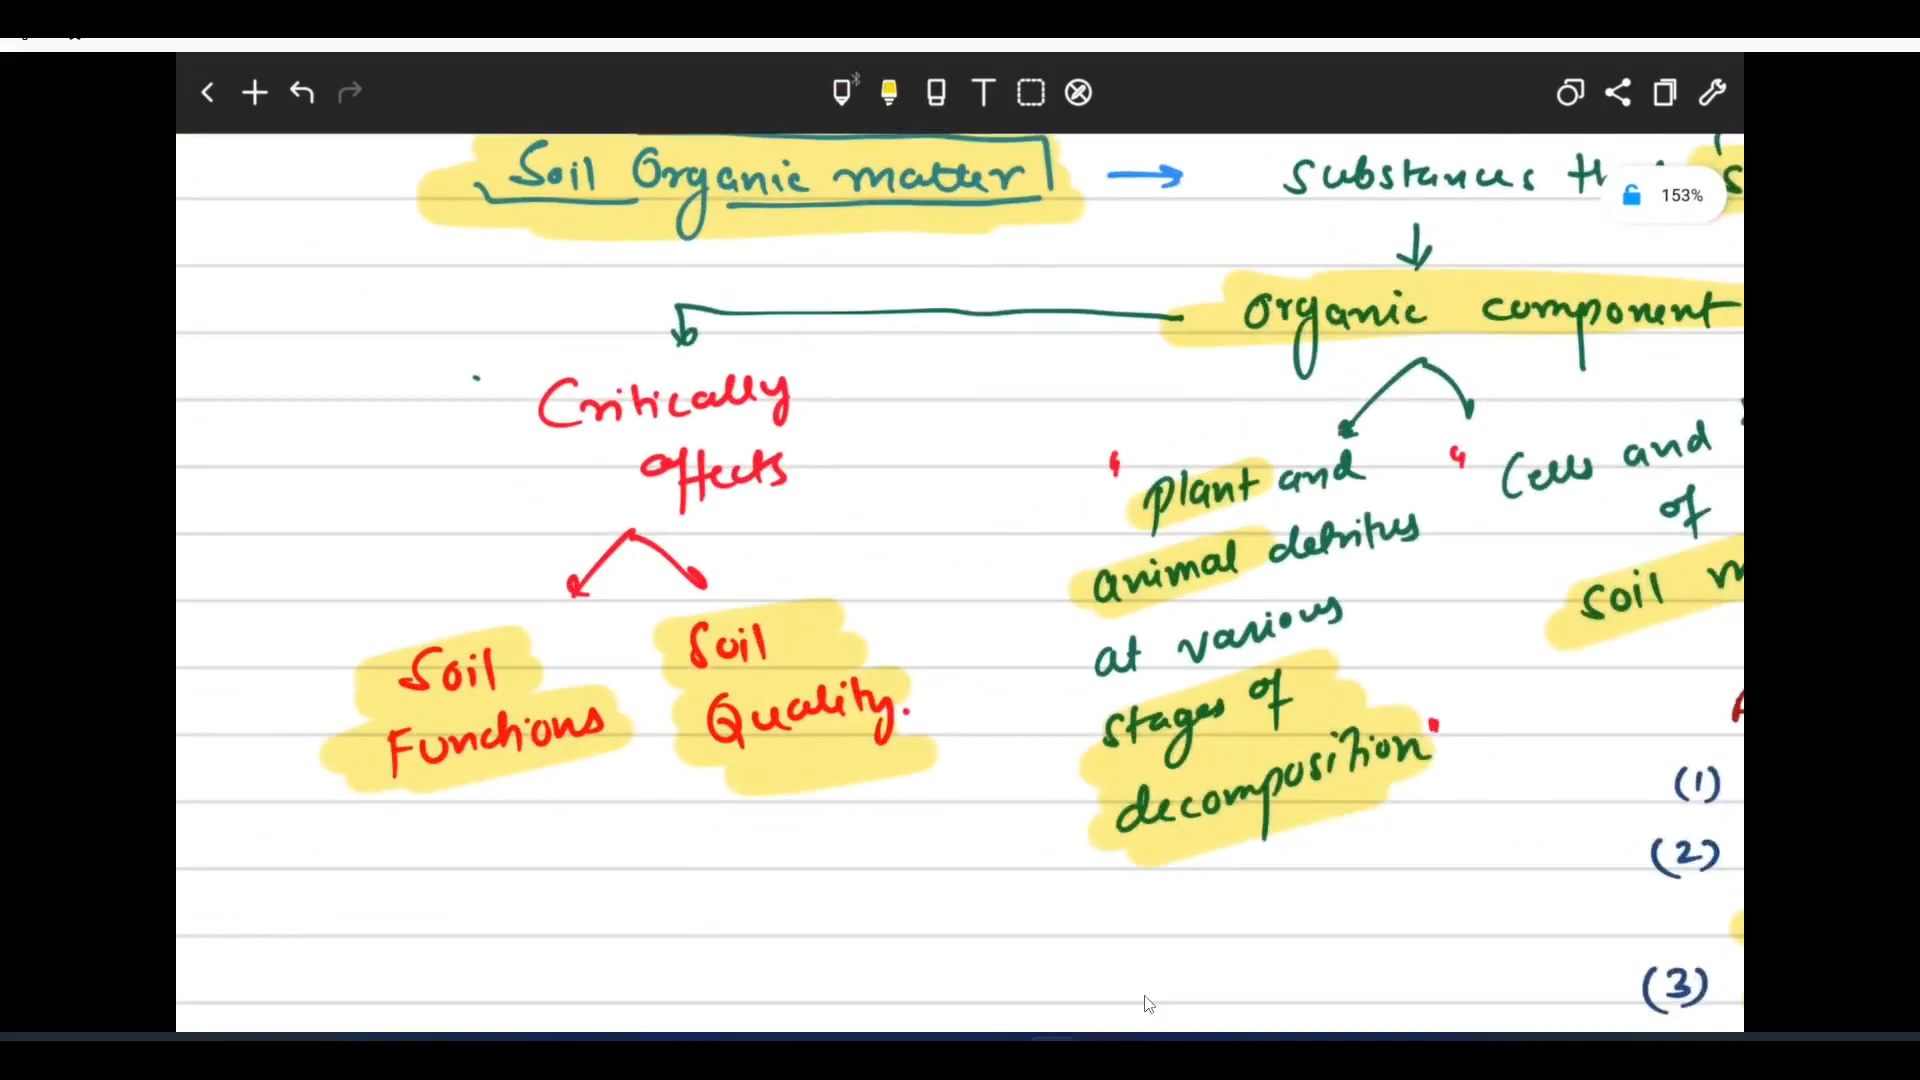 153%
Soil Organic matter → Substances
Organic component
Critically
affects
Plant and
animal detritus
at various
stages of
decomposition
Cells and
of
Soil
Soil
Functions
Soil
Quality.
(1)
(2)
(3)